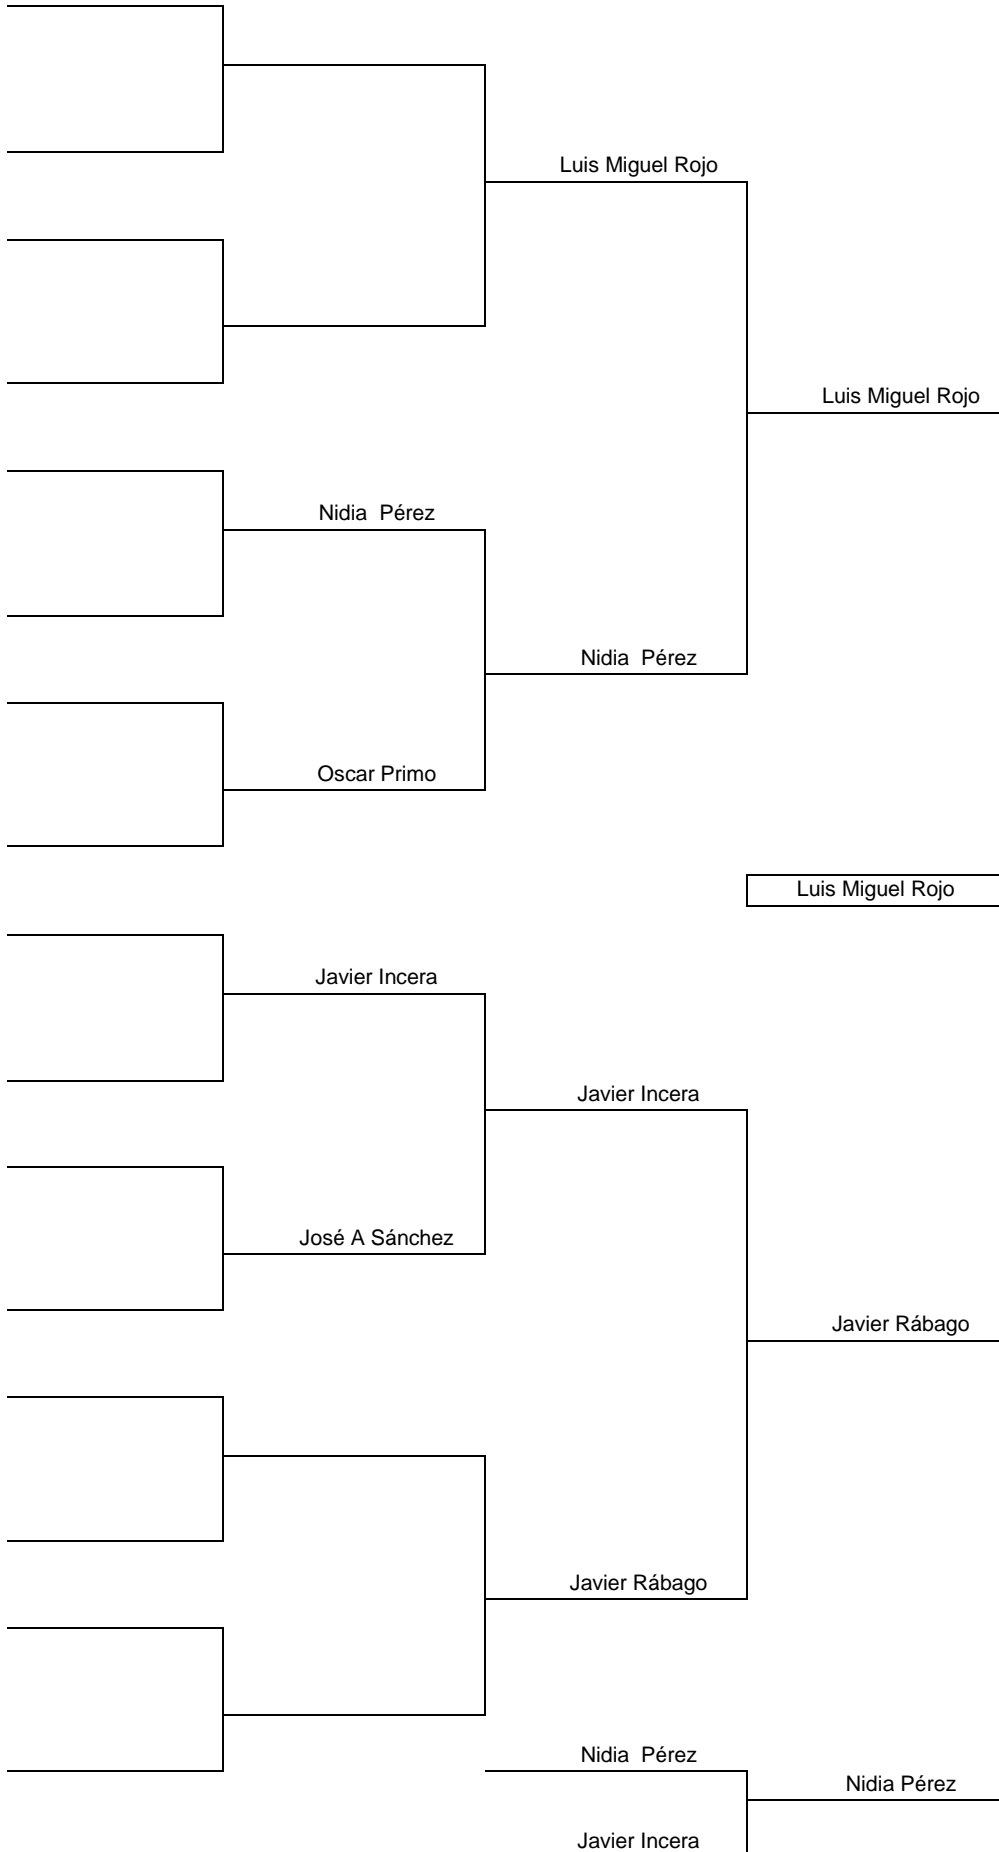 Luis Miguel Rojo
Luis Miguel Rojo
Nidia  Pérez
Nidia  Pérez
Oscar Primo
Luis Miguel Rojo
Javier Incera
Javier Incera
José A Sánchez
Javier Rábago
Javier Rábago
Nidia  Pérez
Nidia Pérez
Javier Incera